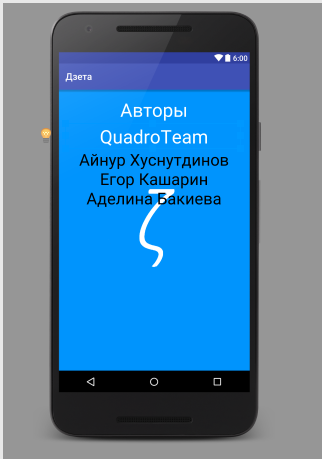 6:00
Дзета
Авторы
QuadroTeam
Айнур Хуснутдинов
Егор Кашарин
Аделина Бакиева
ζ